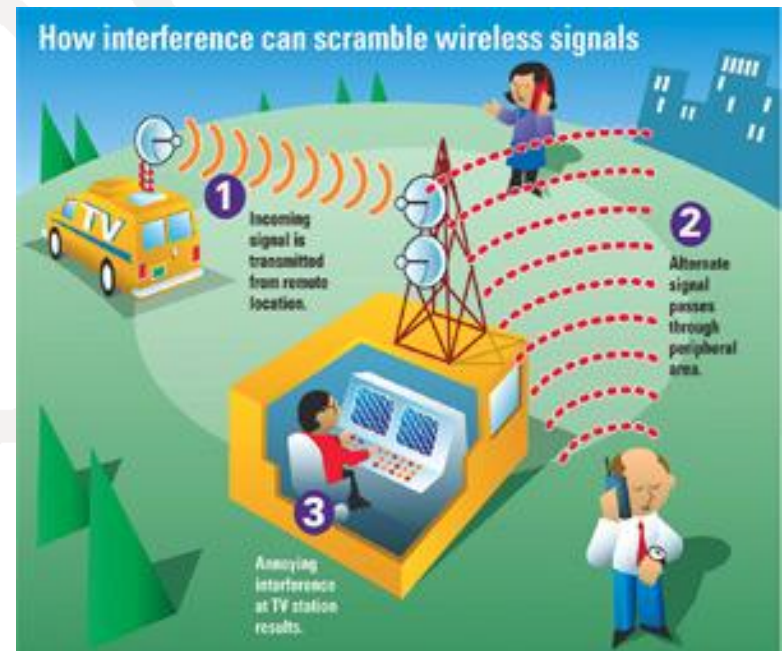 How interference can scramble wireless signals
TV
1
Incoming
signal is
transmitted
from remote
location.
2
Alternate
signal
passes
through
peripheral
area.
3
Annoying
interference
at TV station
results.